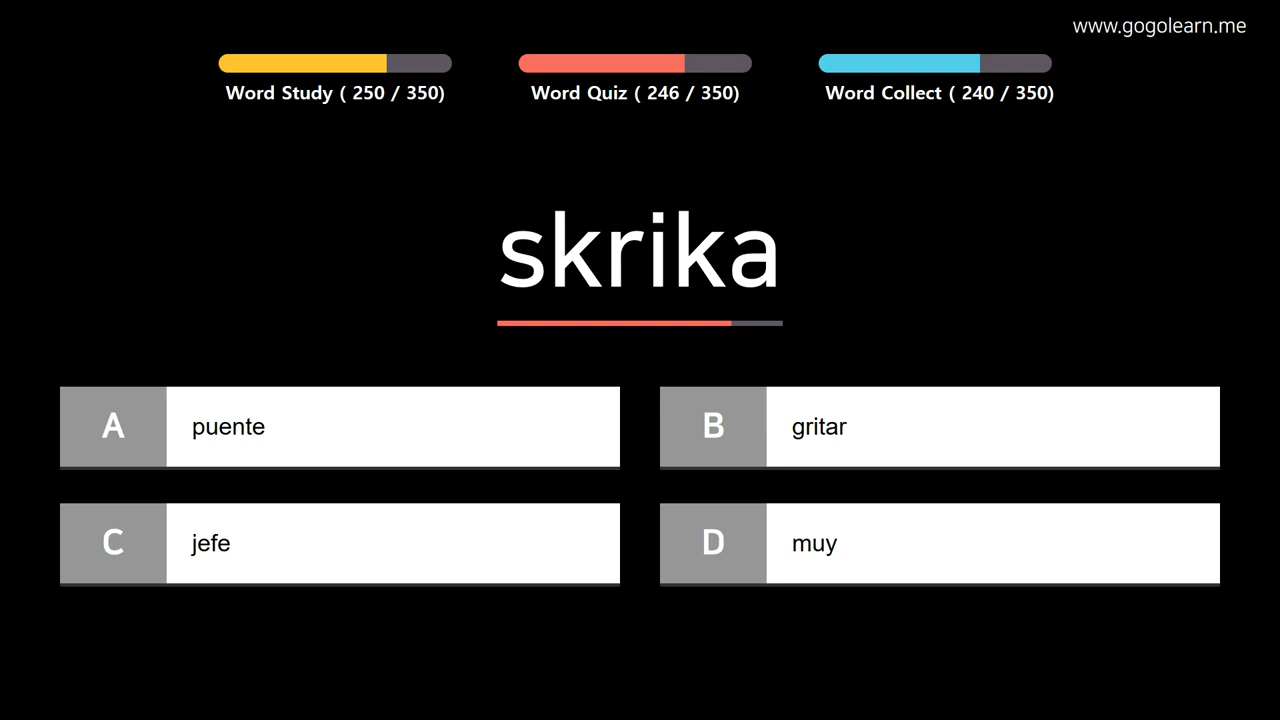 www.gogolearn.me
Word Study ( 250 / 350)
Word Quiz ( 246 / 350)
Word Collect ( 240 / 350)
skrika
A puente
B gritar
C jefe
D muy